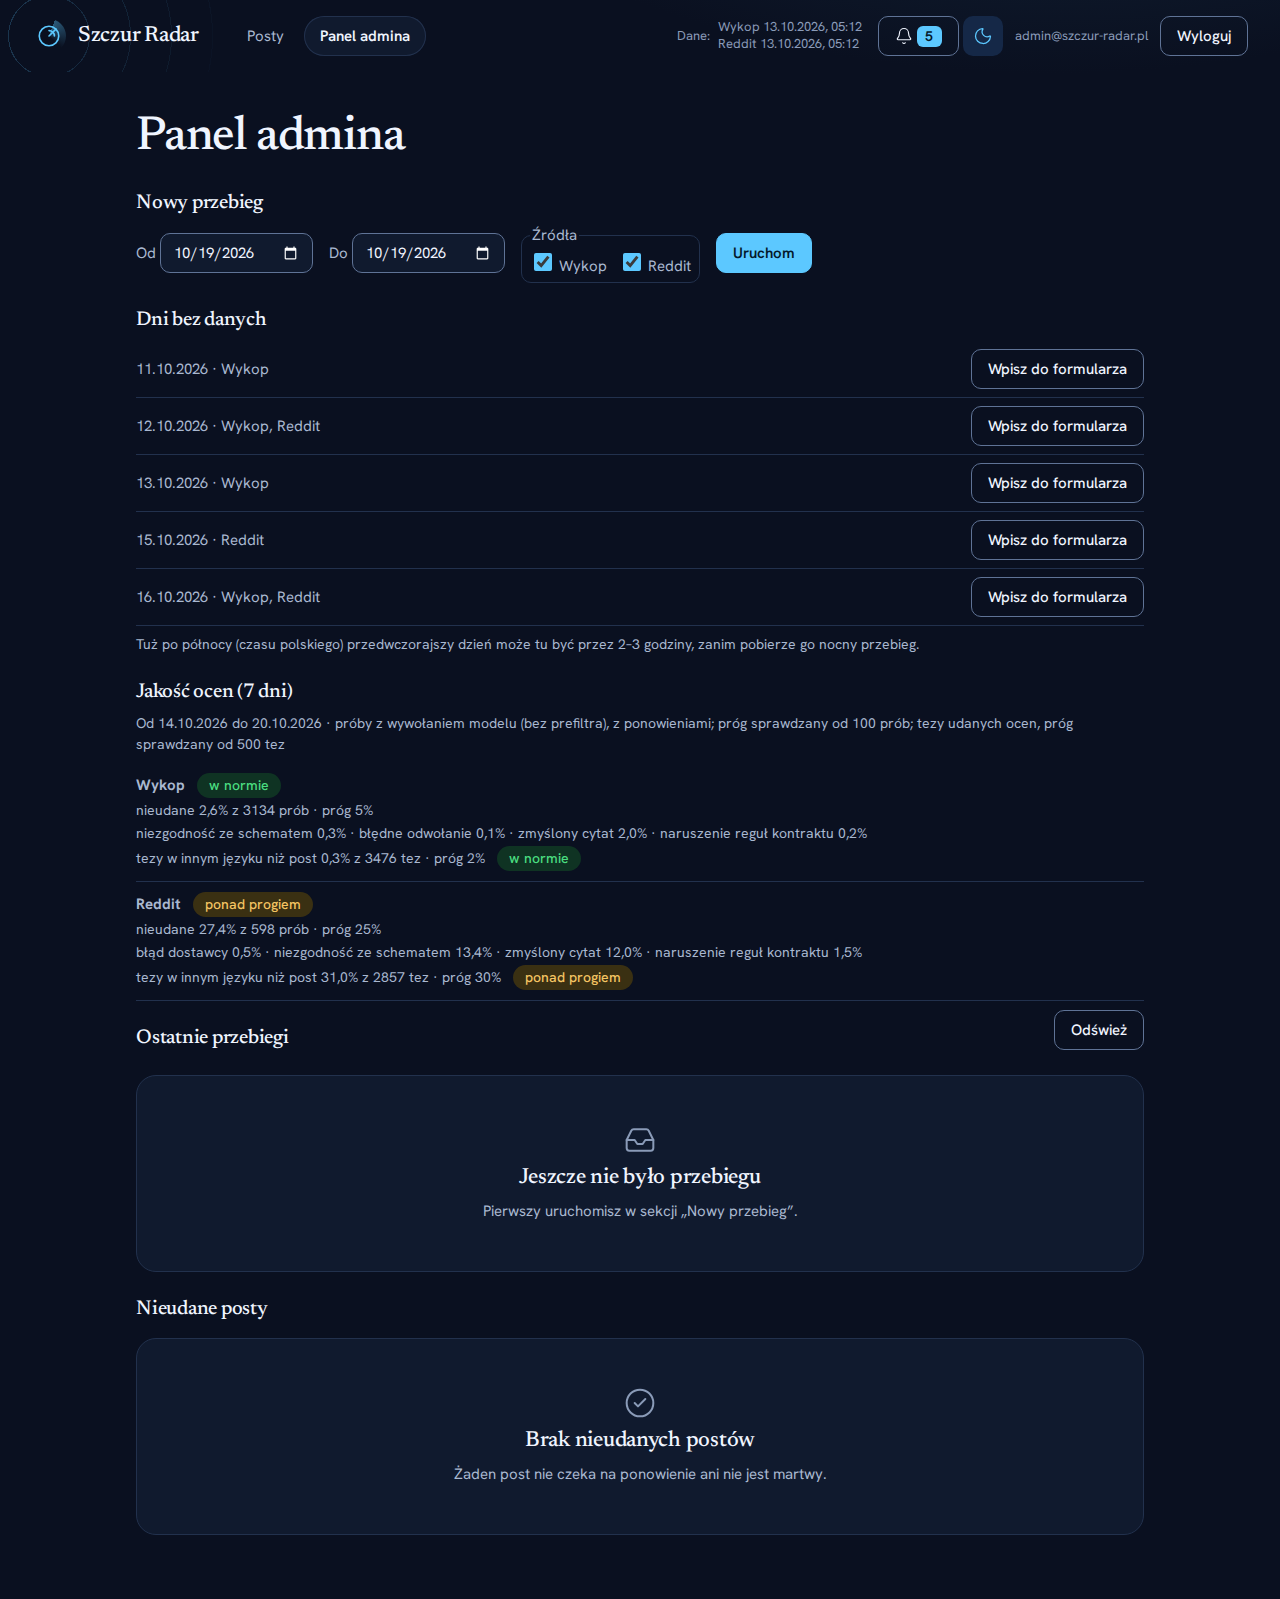 Szczur Radar
Posty
Panel admina
Dane:
Wykop 13.10.2026, 05:12
Reddit 13.10.2026, 05:12
5
admin@szczur-radar.pl
Wyloguj
Panel admina
Nowy przebieg
Od 10/19/2026
Do 10/19/2026
Źródła
Wykop
Reddit
Uruchom
Dni bez danych
11.10.2026 · Wykop
Wpisz do formularza
12.10.2026 · Wykop, Reddit
Wpisz do formularza
13.10.2026 · Wykop
Wpisz do formularza
15.10.2026 · Reddit
Wpisz do formularza
16.10.2026 · Wykop, Reddit
Wpisz do formularza
Tuż po północy (czasu polskiego) przedwczorajszy dzień może tu być przez 2–3 godziny, zanim pobierze go nocny przebieg.
Jakość ocen (7 dni)
Od 14.10.2026 do 20.10.2026 · próby z wywołaniem modelu (bez prefiltra), z ponowieniami; próg sprawdzany od 100 prób; tezy udanych ocen, próg
sprawdzany od 500 tez
Wykop w normie
nieudane 2,6% z 3134 prób · próg 5%
niezgodność ze schematem 0,3% · błędne odwołanie 0,1% · zmyślony cytat 2,0% · naruszenie reguł kontraktu 0,2%
tezy w innym języku niż post 0,3% z 3476 tez · próg 2% w normie
Reddit ponad progiem
nieudane 27,4% z 598 prób · próg 25%
błąd dostawcy 0,5% · niezgodność ze schematem 13,4% · zmyślony cytat 12,0% · naruszenie reguł kontraktu 1,5%
tezy w innym języku niż post 31,0% z 2857 tez · próg 30% ponad progiem
Ostatnie przebiegi
Odśwież
Jeszcze nie było przebiegu
Pierwszy uruchomisz w sekcji „Nowy przebieg”.
Nieudane posty
Brak nieudanych postów
Żaden post nie czeka na ponowienie ani nie jest martwy.